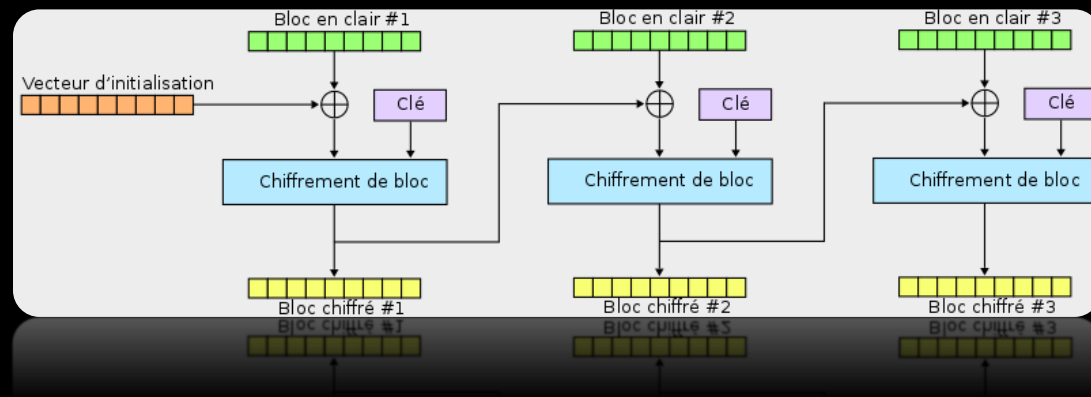 Bloc en clair #1
Bloc en clair #2
Bloc en clair #3
Vecteur d'initialisation
Clé
Clé
Clé
Chiffrement de bloc
Chiffrement de bloc
Chiffrement de bloc
Bloc chiffré #1
Bloc chiffré #2
Bloc chiffré #3